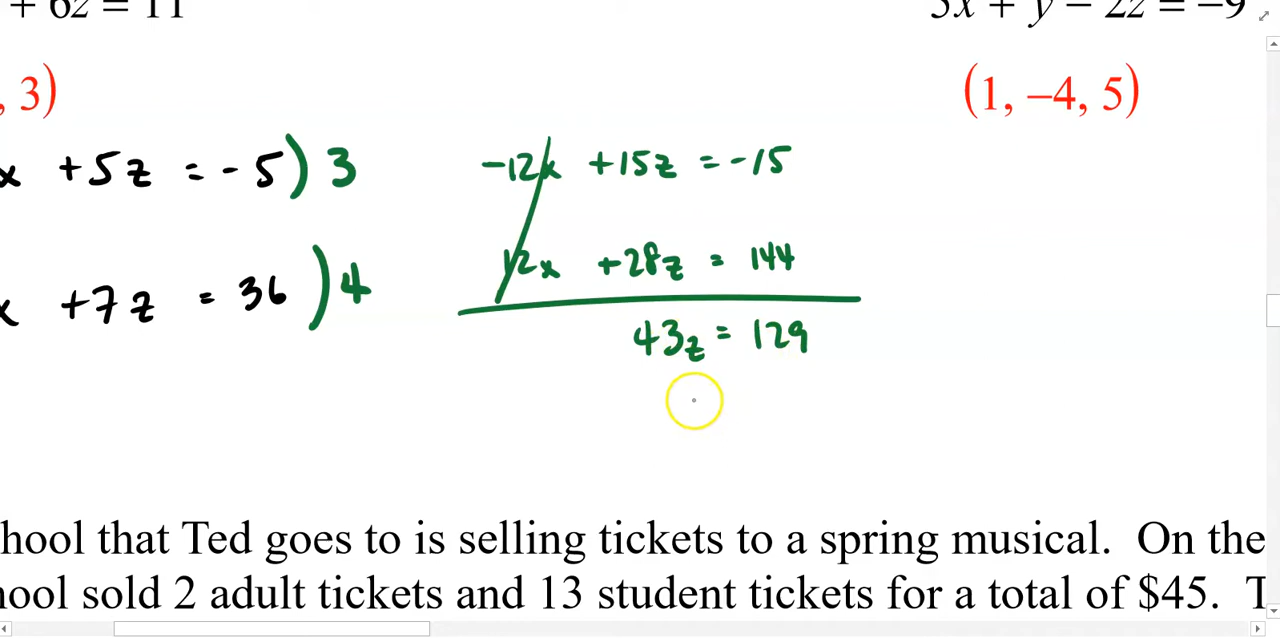 + 6z = 11
3x + y − 2z = −9
, 3)
(1, −4, 5)
x +5z = -5) 3
-12x +15z = -15
12x +28z = 144
x +7z = 36) 4
43z = 129
hool that Ted goes to is selling tickets to a spring musical. On the
ool sold 2 adult tickets and 13 student tickets for a total of $45. T